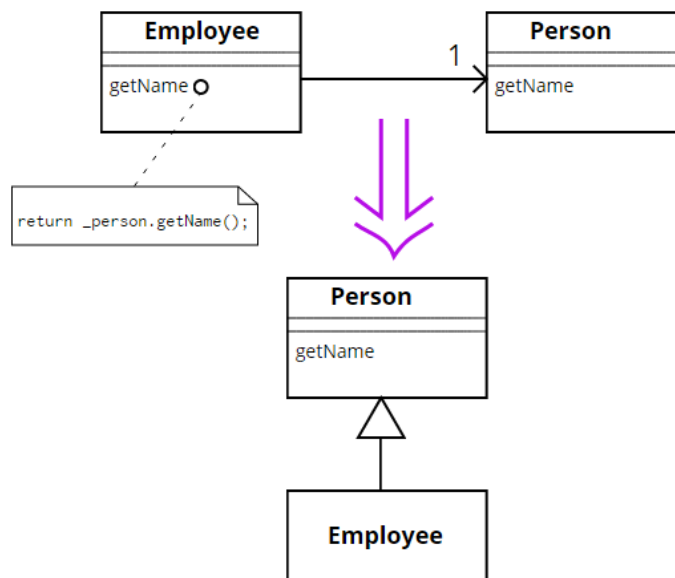 Employee
Person
1
getName
getName
return _person.getName();
Person
getName
Employee